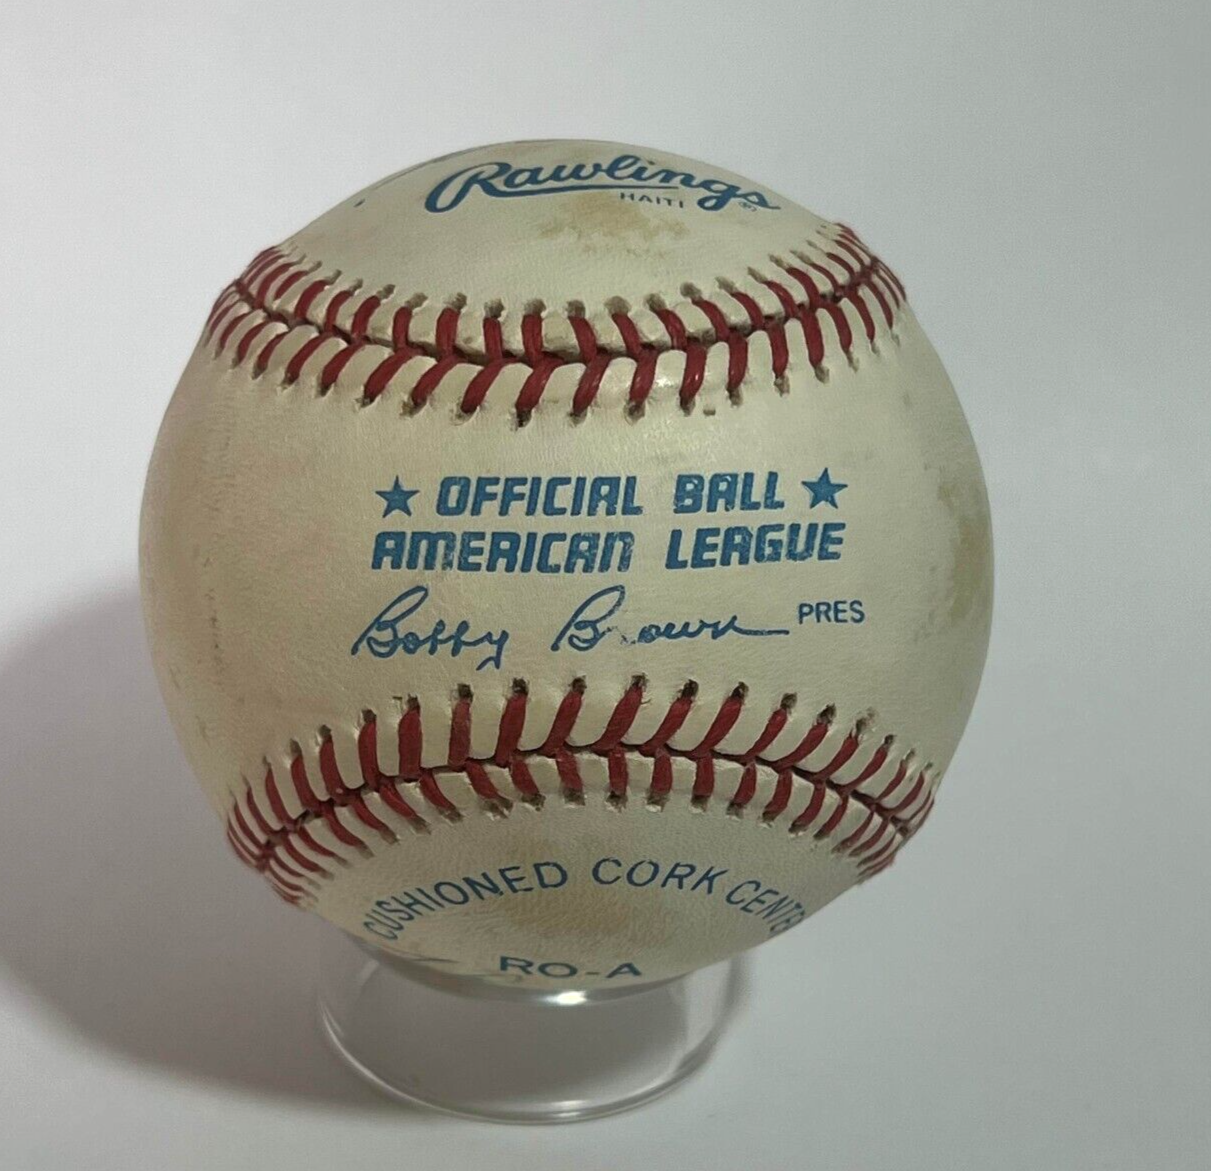 Rawlings ®
HAITI
★ OFFICIAL BALL ★
AMERICAN LEAGUE
Bobby Brown PRES
CUSHIONED CORK CENTER
RO-A